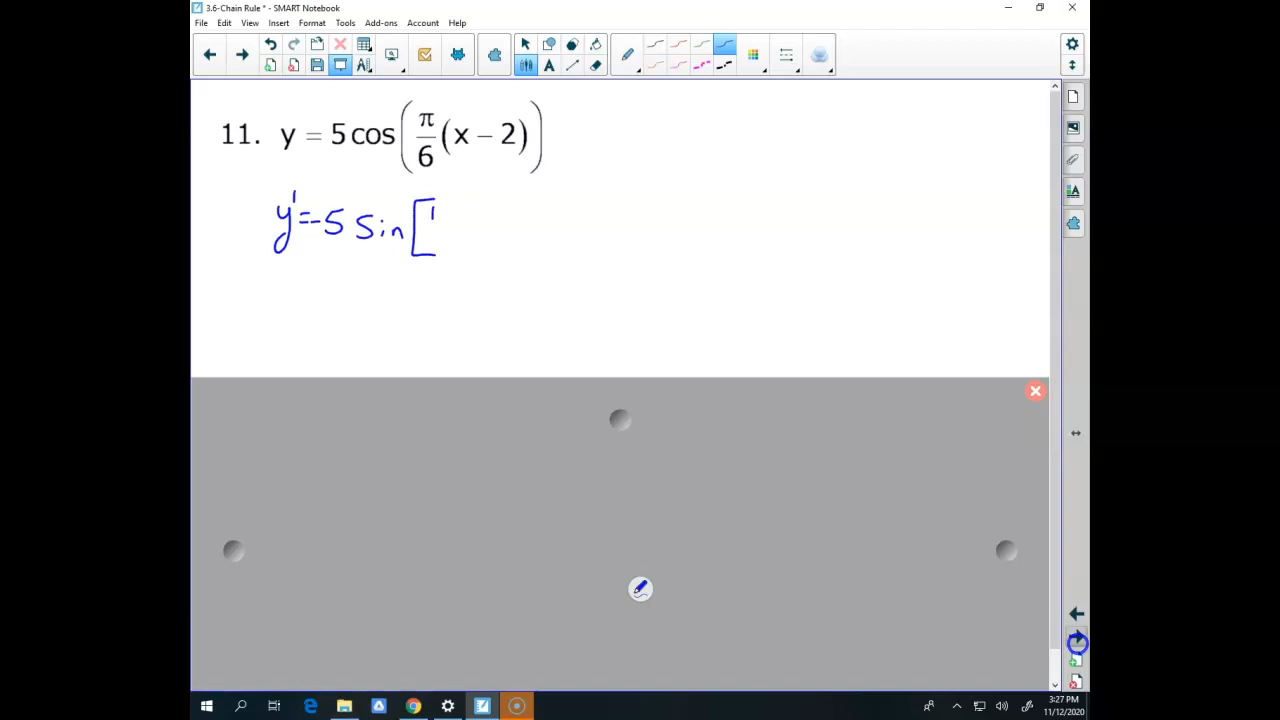 3.6-Chain Rule * - SMART Notebook
File Edit View Insert Format Tools Add-ons Account Help
11. y = 5 cos(π/6 (x − 2))
y' = -5 Sin [
3:27 PM
11/12/2020